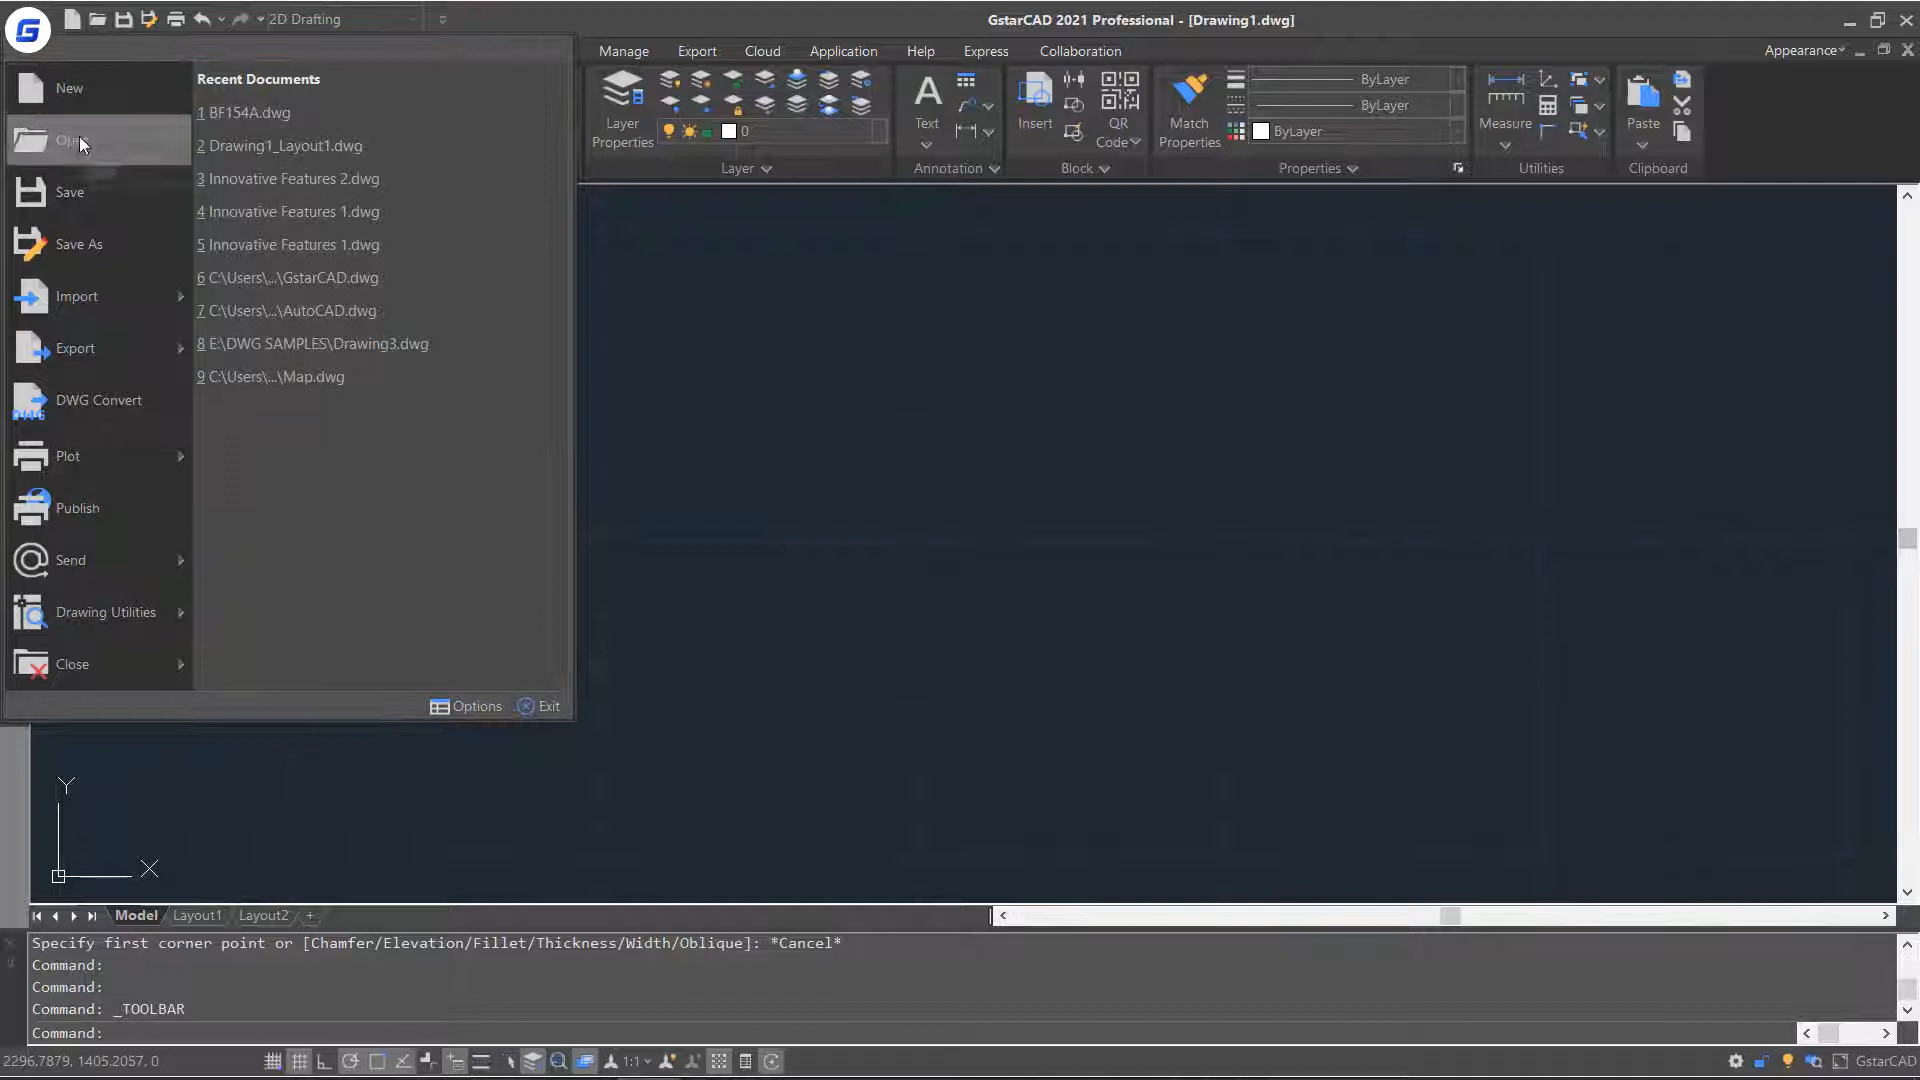 2D Drafting
GstarCAD 2021 Professional - [Drawing1.dwg]
Manage Export Cloud Application Help Express Collaboration
Appearance
New
Save
Save As
Import
Export
DWG Convert
Plot
Publish
Send
Drawing Utilities
Close
Recent Documents
1 BF154A.dwg
2 Drawing1_Layout1.dwg
3 Innovative Features 2.dwg
4 Innovative Features 1.dwg
5 Innovative Features 1.dwg
6 C:\Users\...\GstarCAD.dwg
7 C:\Users\...\AutoCAD.dwg
8 E:\DWG SAMPLES\Drawing3.dwg
9 C:\Users\...\Map.dwg
Options Exit
Layer
Properties
0
Layer
A
Text
Annotation
Insert
QR
Code
Block
Match
Properties
ByLayer
ByLayer
ByLayer
Properties
Measure
Utilities
Paste
Clipboard
Y
X
Model Layout1 Layout2 +
Specify first corner point or [Chamfer/Elevation/Fillet/Thickness/Width/Oblique]: *Cancel*
Command:
Command:
Command: _TOOLBAR
Command:
2296.7879, 1405.2057, 0
1:1
GstarCAD